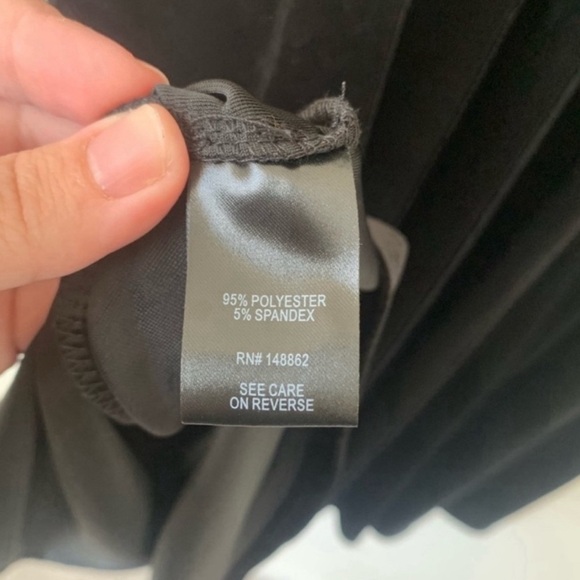 95% POLYESTER
5% SPANDEX
RN# 148862
SEE CARE
ON REVERSE